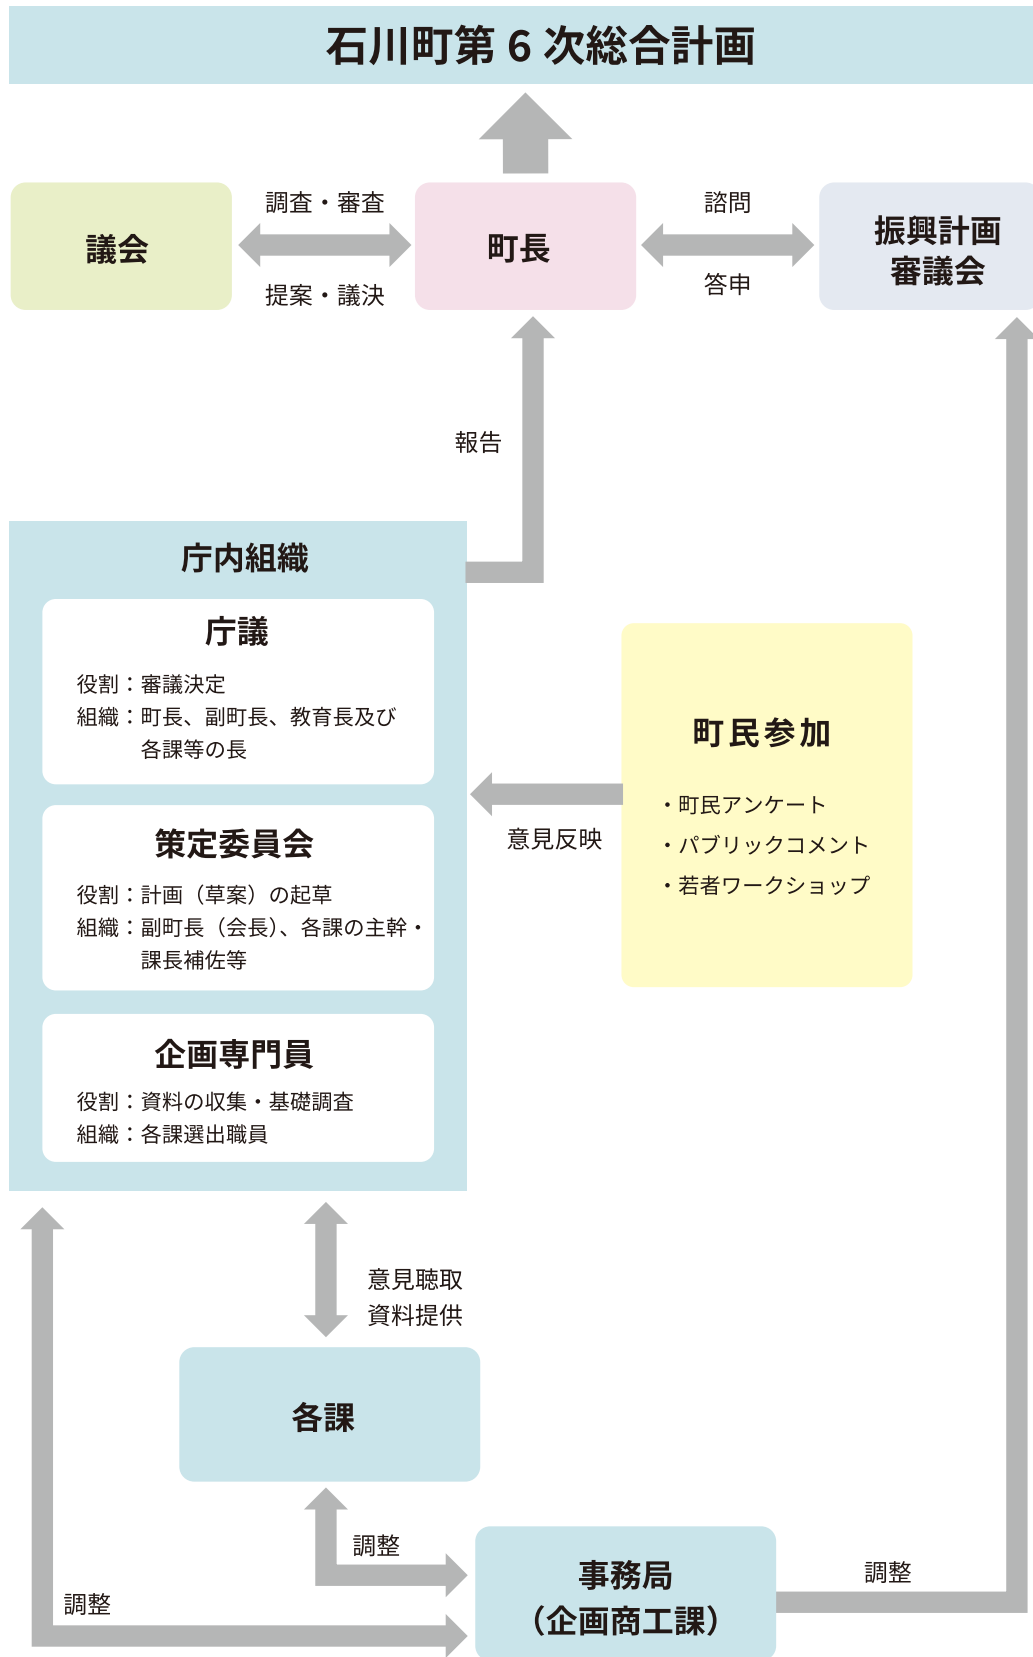 石川町第 6 次総合計画
議会
調査・審査
提案・議決
町長
諮問
答申
振興計画
審議会
報告
庁内組織
庁議
役割：審議決定
組織：町長、副町長、教育長及び
各課等の長
策定委員会
役割：計画（草案）の起草
組織：副町長（会長）、各課の主幹・
課長補佐等
企画専門員
役割：資料の収集・基礎調査
組織：各課選出職員
町民参加
・町民アンケート
・パブリックコメント
・若者ワークショップ
意見反映
意見聴取
資料提供
各課
調整
調整
事務局
（企画商工課）
調整